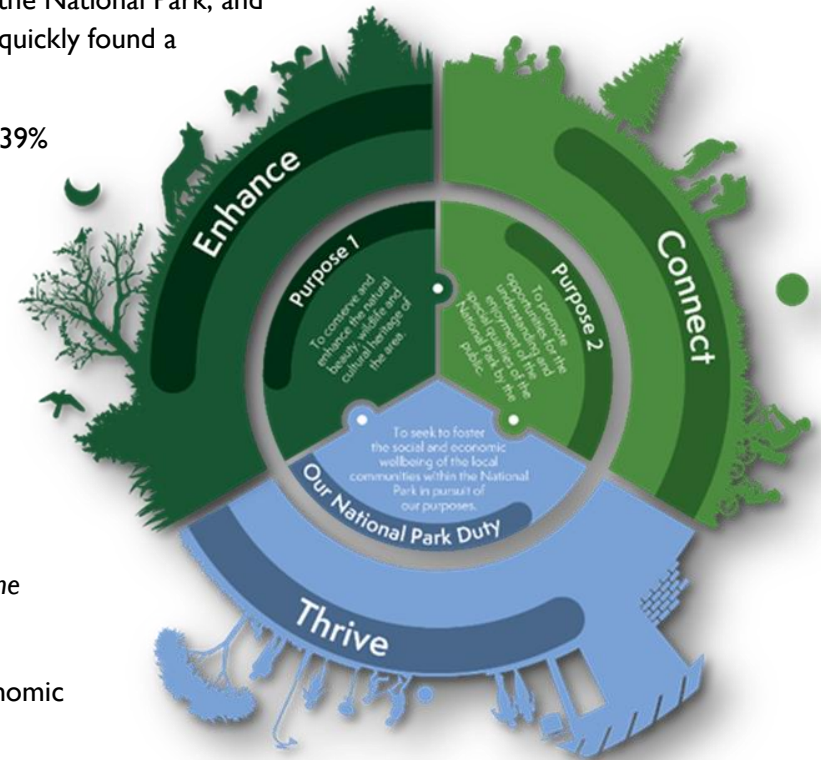 the National Park, and
quickly found a
39%
ne
nomic
Enhance
Purpose 1
To conserve and
enhance the natural
beauty, wildlife and
cultural heritage of
the area.
Connect
Purpose 2
To promote
opportunities for the
understanding and
enjoyment of the
special qualities of the
National Park by the
public.
To seek to foster
the social and economic
wellbeing of the local
communities within the National
Park in pursuit of
our purposes.
Our National Park Duty
Thrive